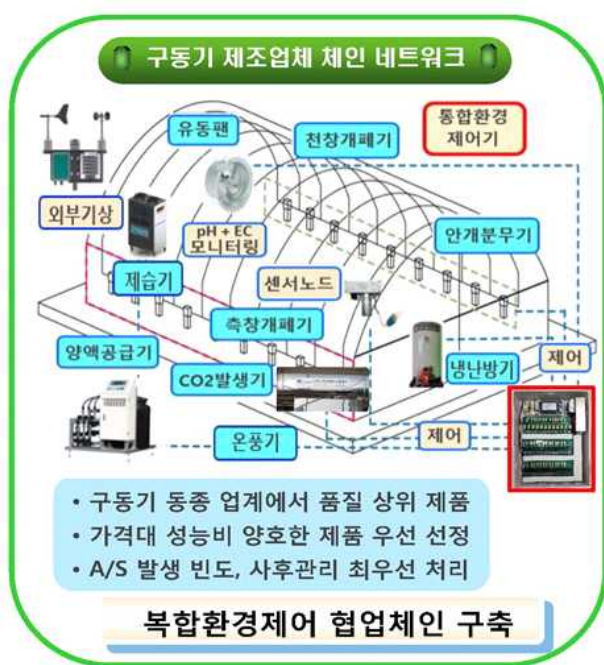 구동기 제조업체 체인 네트워크
통합환경
제어기
유동팬
천창개폐기
외부기상
pH + EC
모니터링
안개분무기
제습기
센서노드
측창개폐기
양액공급기
CO2발생기
냉난방기
제어
온풍기
제어
• 구동기 동종 업계에서 품질 상위 제품
• 가격대 성능비 양호한 제품 우선 선정
• A/S 발생 빈도, 사후관리 최우선 처리
복합환경제어 협업체인 구축